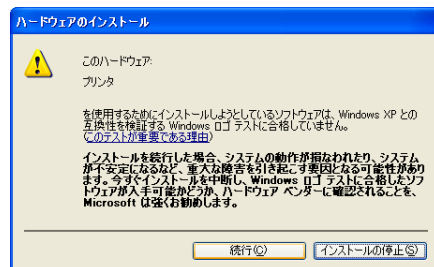 ハードウェアのインストール
このハードウェア:
プリンタ
を使用するためにインストールしようとしているソフトウェアは、Windows XP との
互換性を検証する Windows ロゴ テストに合格していません。
(このテストが重要である理由)
インストールを続行した場合、システムの動作が損なわれたり、システム
が不安定になるなど、重大な障害を引き起こす要因となる可能性があり
ます。今すぐインストールを中断し、Windows ロゴ テストに合格したソフ
トウェアが入手可能かどうか、ハードウェア ベンダーに確認されることを、
Microsoft は強くお勧めします。
続行(C)
インストールの停止(S)